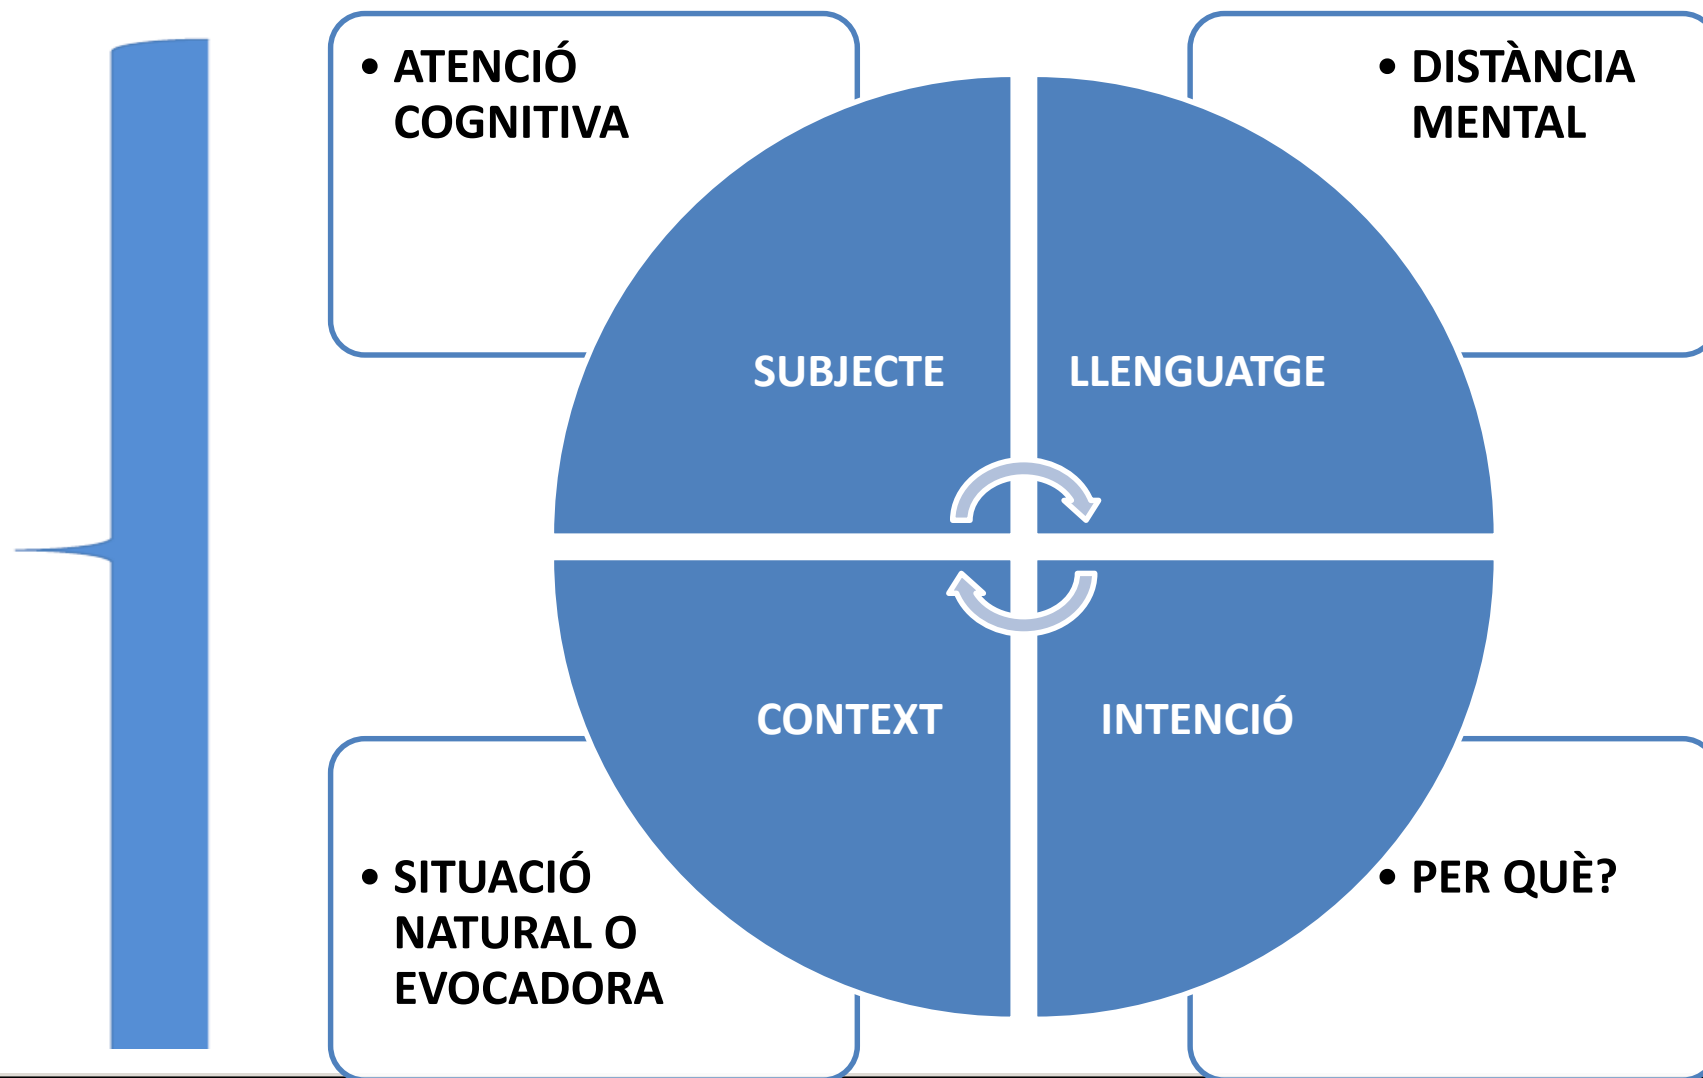 • ATENCIÓ
COGNITIVA
• DISTÀNCIA
MENTAL
SUBJECTE
LLENGUATGE
CONTEXT
INTENCIÓ
• SITUACIÓ
NATURAL O
EVOCADORA
• PER QUÈ?